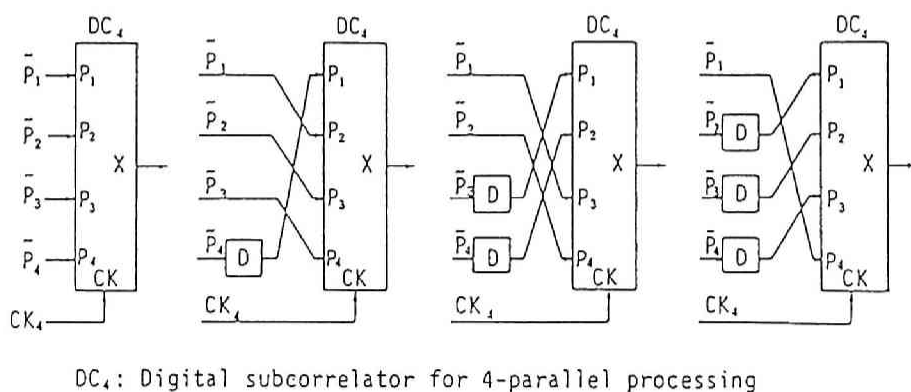 DC₄ DC₄ DC₄ DC₄
P̄₁ P₁ P̄₁ P₁ P̄₁ P₁ P̄₁ P₁
P̄₂ P₂ P̄₂ P₂ P̄₂ P₂ P̄₂ D P₂
X X X X
P̄₃ P₃ P̄₃ P₃ P̄₃ D P₃ P̄₃ D P₃
P̄₄ P₄ P̄₄ D P₄ P̄₄ D P₄ P̄₄ D P₄
CK CK CK CK
CK₄ CK₄ CK₄ CK₄
DC₄: Digital subcorrelator for 4-parallel processing